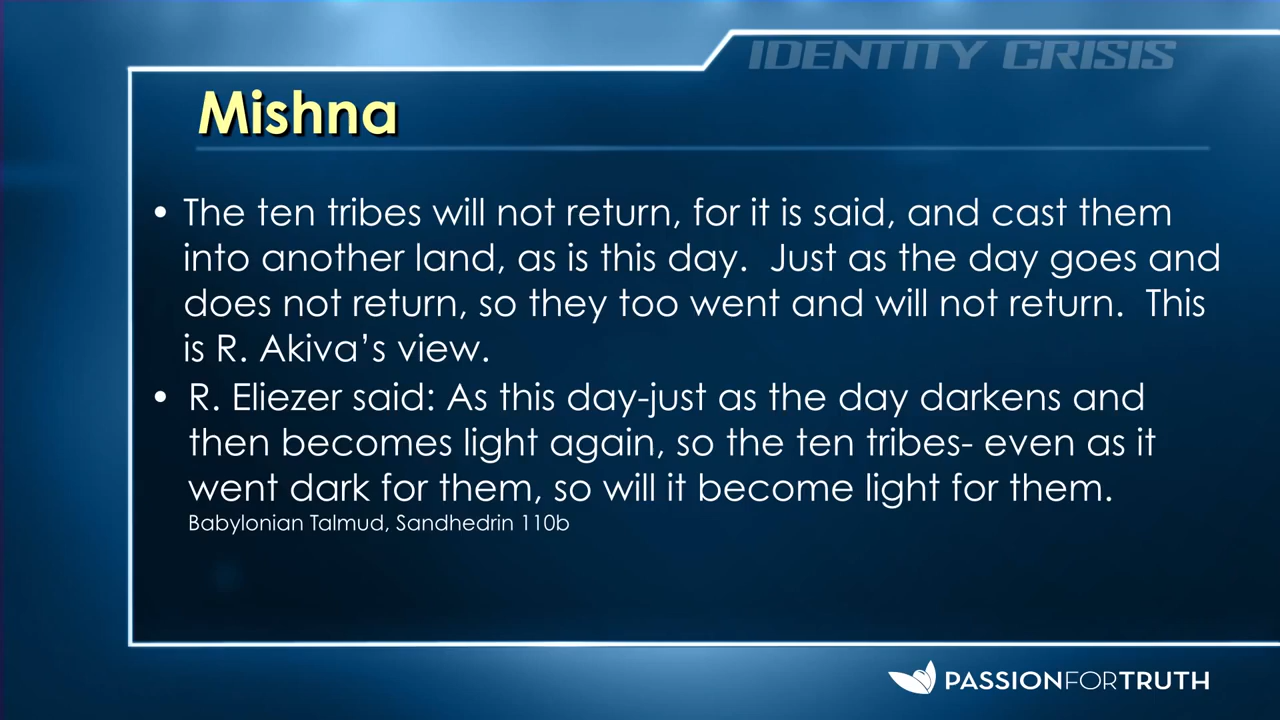 IDENTITY CRISIS
Mishna
• The ten tribes will not return, for it is said, and cast them
into another land, as is this day.  Just as the day goes and
does not return, so they too went and will not return.  This
is R. Akiva’s view.
• R. Eliezer said: As this day-just as the day darkens and
then becomes light again, so the ten tribes- even as it
went dark for them, so will it become light for them.
Babylonian Talmud, Sandhedrin 110b
PASSIONFORTRUTH